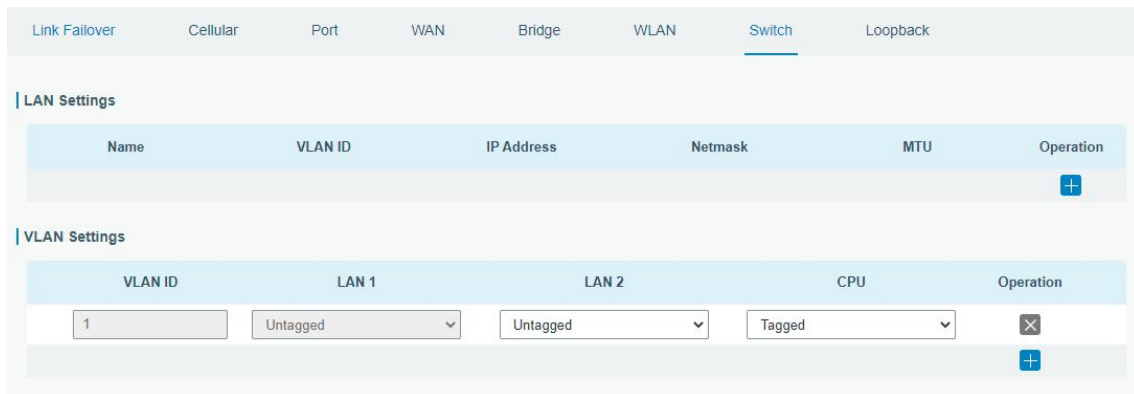 Link Failover Cellular Port WAN Bridge WLAN Switch Loopback
LAN Settings
Name VLAN ID IP Address Netmask MTU Operation
VLAN Settings
VLAN ID LAN 1 LAN 2 CPU Operation
1 Untagged Untagged Tagged